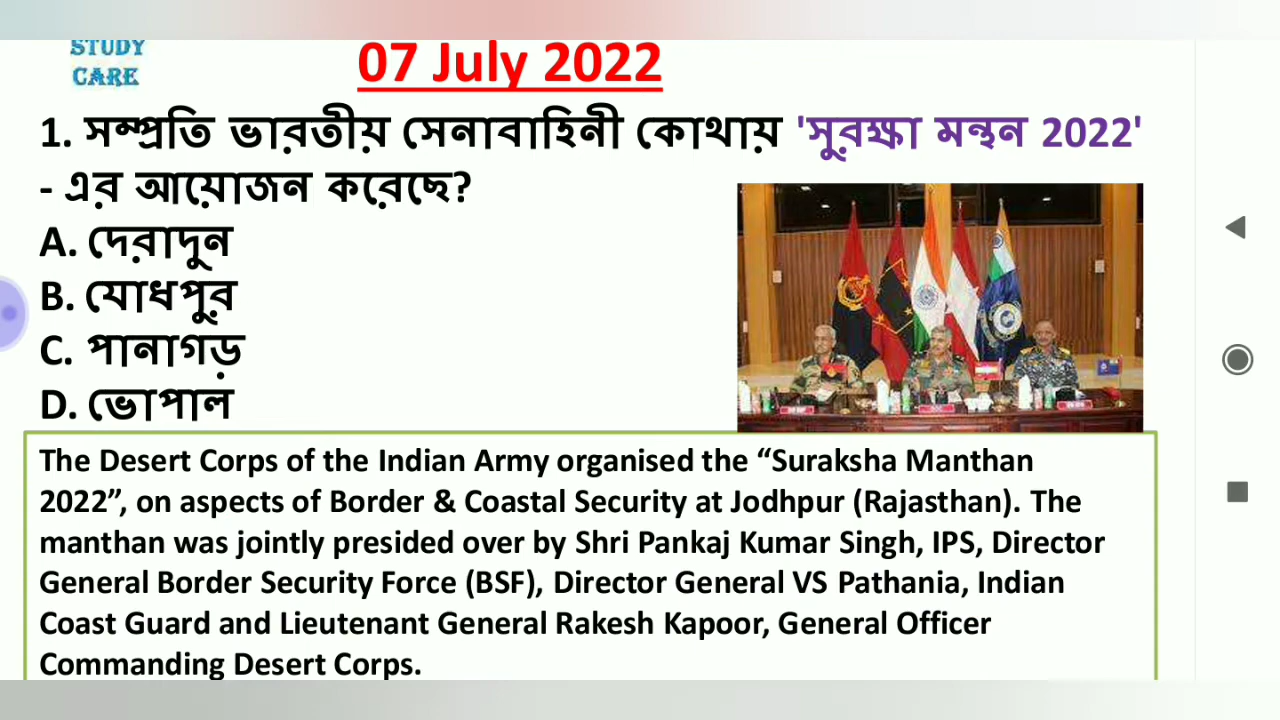 STUDY
CARE
07 July 2022
1. সম্প্রতি ভারতীয় সেনাবাহিনী কোথায় 'সুরক্ষা মন্থন 2022'
- এর আয়োজন করেছে?
A. দেরাদুন
B. যোধপুর
C. পানাগড়
D. ভোপাল
The Desert Corps of the Indian Army organised the “Suraksha Manthan
2022”, on aspects of Border & Coastal Security at Jodhpur (Rajasthan). The
manthan was jointly presided over by Shri Pankaj Kumar Singh, IPS, Director
General Border Security Force (BSF), Director General VS Pathania, Indian
Coast Guard and Lieutenant General Rakesh Kapoor, General Officer
Commanding Desert Corps.